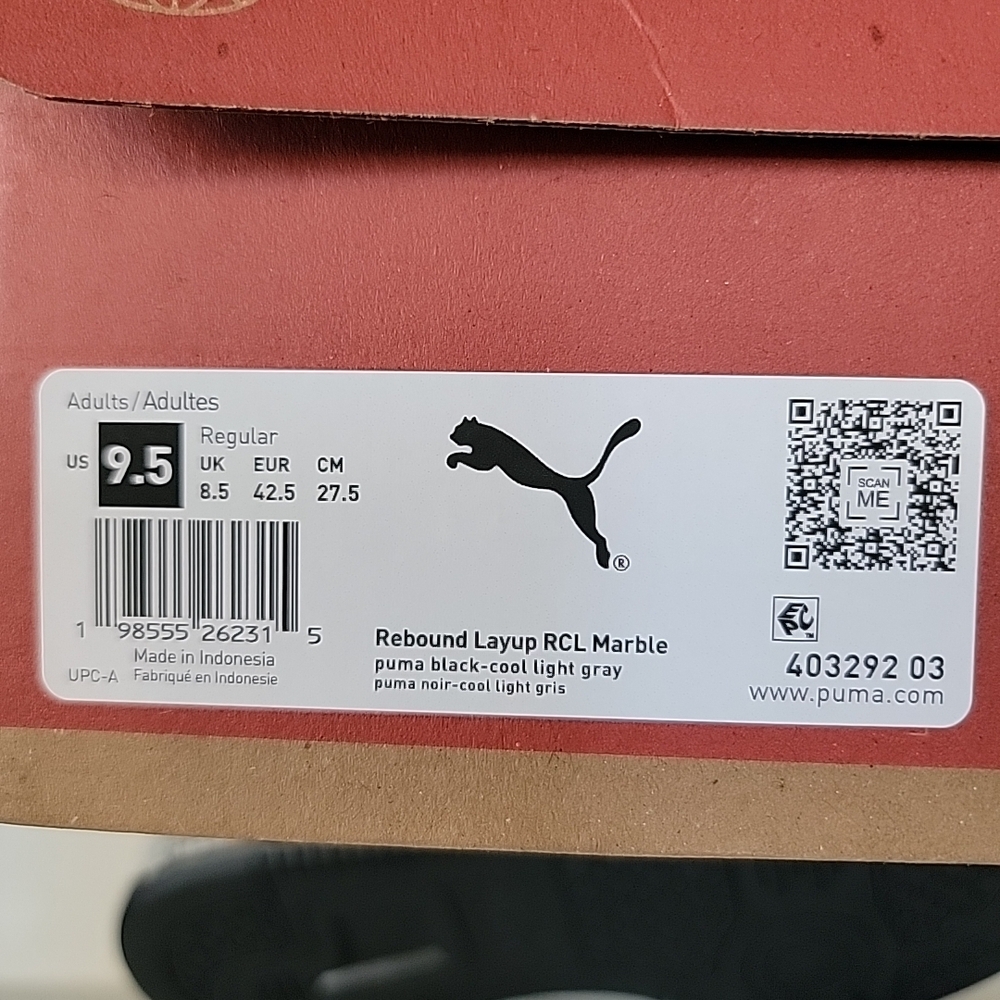 Adults/Adultes
US 9.5
Regular
UK EUR CM
8.5 42.5 27.5
1 98555 26231 5
UPC-A
Made in Indonesia
Fabriqué en Indonesie
®
Rebound Layup RCL Marble
puma black-cool light gray
puma noir-cool light gris
SCAN
ME
™
403292 03
www.puma.com